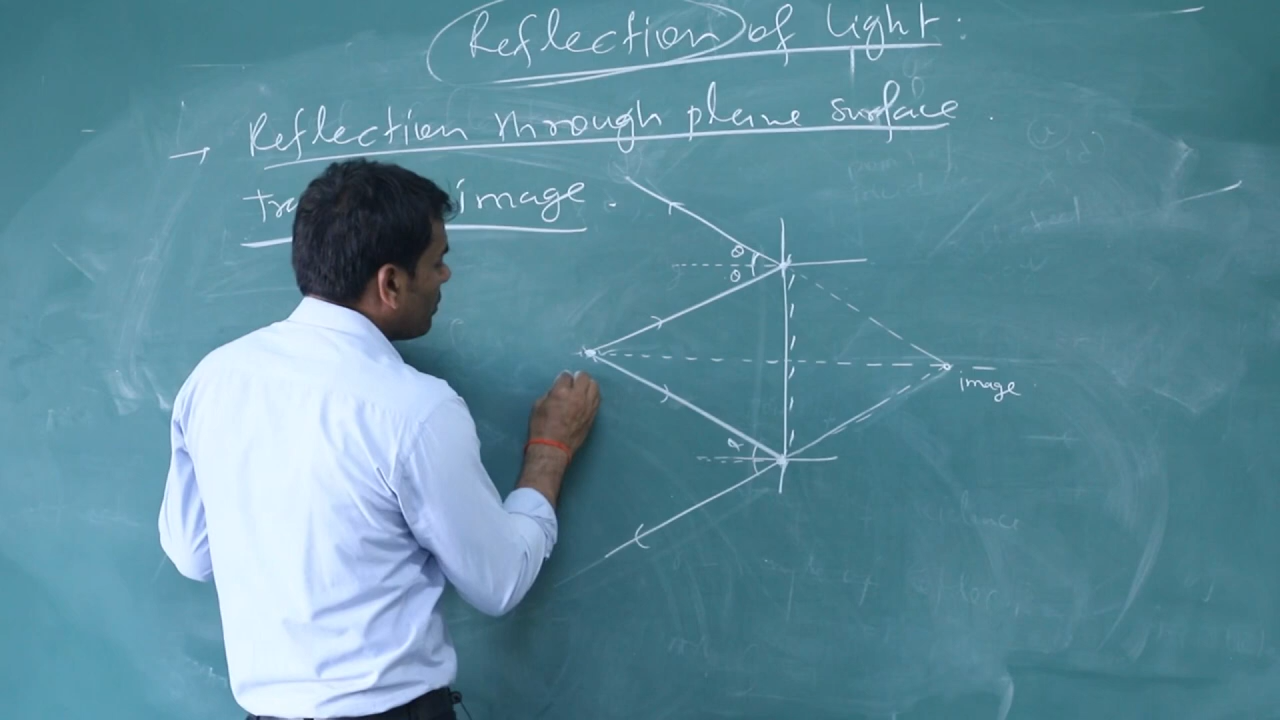 Reflection of light:
→ Reflection through plane surface.
image.
θ
θ
image
α